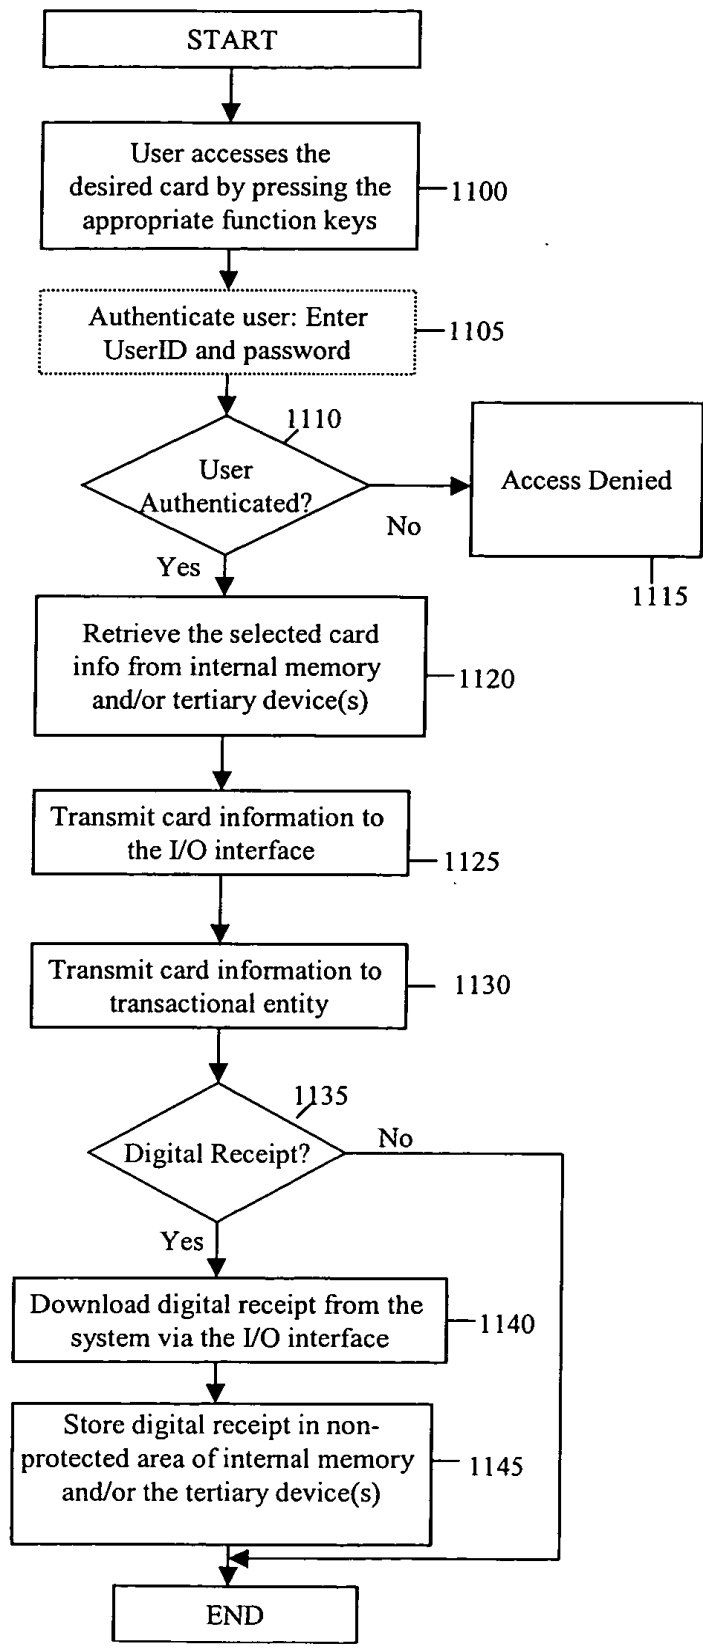 START
User accesses the
desired card by pressing the
appropriate function keys
1100
Authenticate user: Enter
UserID and password
1105
1110
User
Authenticated?
No
Access Denied
1115
Yes
Retrieve the selected card
info from internal memory
and/or tertiary device(s)
1120
Transmit card information to
the I/O interface
1125
Transmit card information to
transactional entity
1130
1135
Digital Receipt?
No
Yes
Download digital receipt from the
system via the I/O interface
1140
Store digital receipt in non-
protected area of internal memory
and/or the tertiary device(s)
1145
END